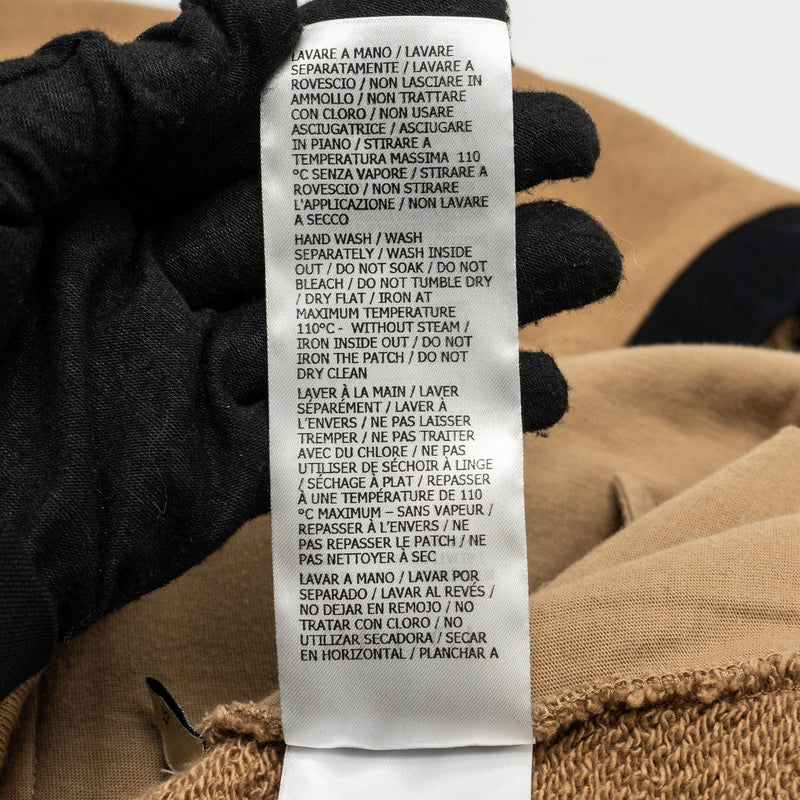 LAVARE A MANO / LAVARE
SEPARATAMENTE / LAVARE A
ROVESCIO / NON LASCIARE IN
AMMOLLO / NON TRATTARE
CON CLORO / NON USARE
ASCIUGATRICE / ASCIUGARE
IN PIANO / STIRARE A
TEMPERATURA MASSIMA 110
°C SENZA VAPORE / STIRARE A
ROVESCIO / NON STIRARE
L'APPLICAZIONE / NON LAVARE
A SECCO
HAND WASH / WASH
SEPARATELY / WASH INSIDE
OUT / DO NOT SOAK / DO NOT
BLEACH / DO NOT TUMBLE DRY
/ DRY FLAT / IRON AT
MAXIMUM TEMPERATURE
110°C - WITHOUT STEAM /
IRON INSIDE OUT / DO NOT
IRON THE PATCH / DO NOT
DRY CLEAN
LAVER À LA MAIN / LAVER
SÉPARÉMENT / LAVER À
L'ENVERS / NE PAS LAISSER
TREMPER / NE PAS TRAITER
AVEC DU CHLORE / NE PAS
UTILISER DE SÉCHOIR À LINGE
/ SÉCHAGE À PLAT / REPASSER
À UNE TEMPÉRATURE DE 110
°C MAXIMUM – SANS VAPEUR /
REPASSER À L'ENVERS / NE
PAS REPASSER LE PATCH / NE
PAS NETTOYER À SEC
LAVAR A MANO / LAVAR POR
SEPARADO / LAVAR AL REVÉS /
NO DEJAR EN REMOJO / NO
TRATAR CON CLORO / NO
UTILIZAR SECADORA / SECAR
EN HORIZONTAL / PLANCHAR A